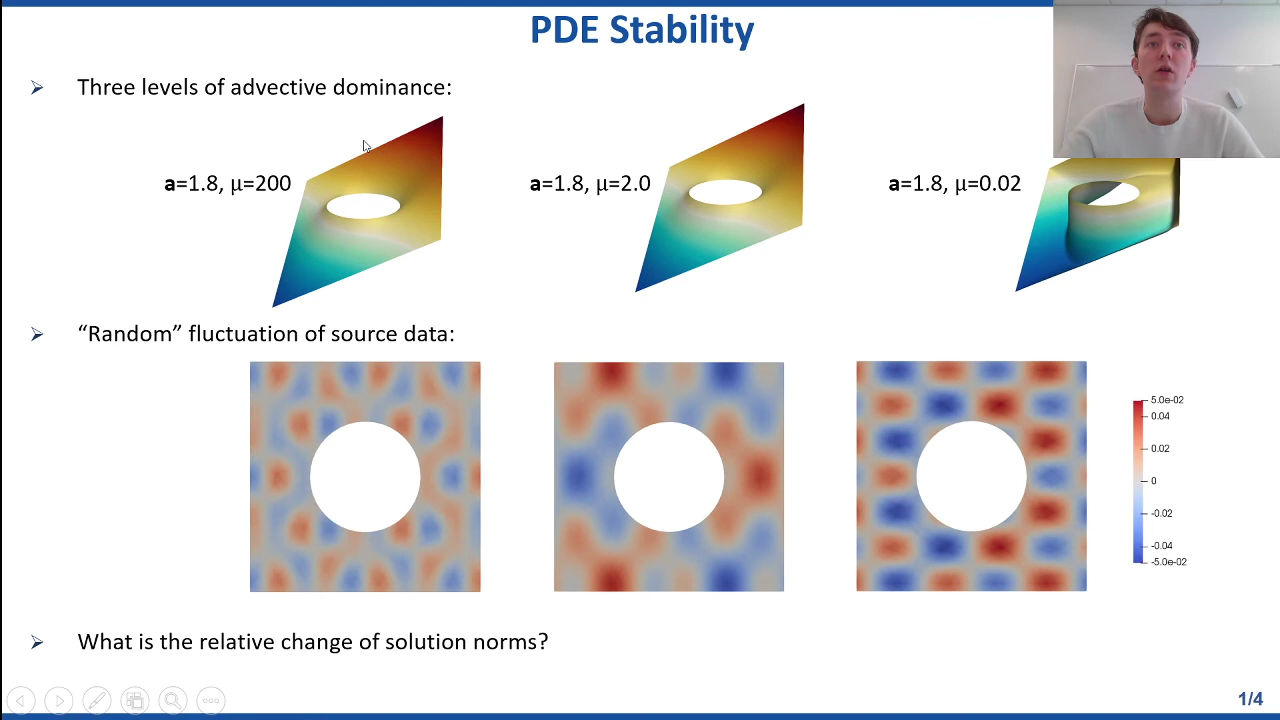 PDE Stability
Three levels of advective dominance:
a=1.8, µ=200
a=1.8, µ=2.0
a=1.8, µ=0.02
“Random” fluctuation of source data:
5.0e-02
0.04
0.02
0
-0.02
-0.04
-5.0e-02
What is the relative change of solution norms?
1/4